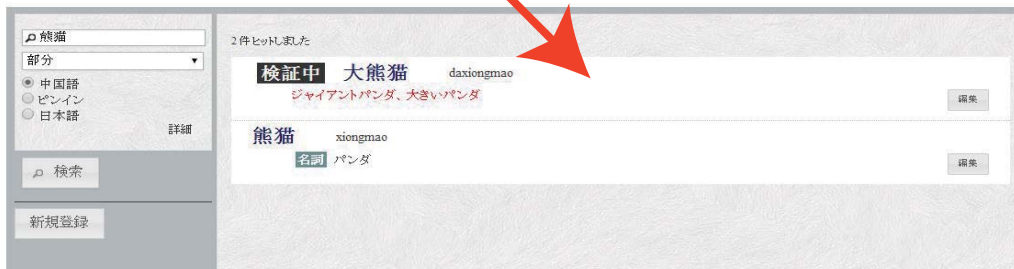 熊猫
部分
中国語
ピンイン
日本語
詳細
検索
新規登録
2件ヒットしました
検証中 大熊猫 daxiongmao
ジャイアントパンダ、大きいパンダ
編集
熊猫 xiongmao
名詞 パンダ
編集